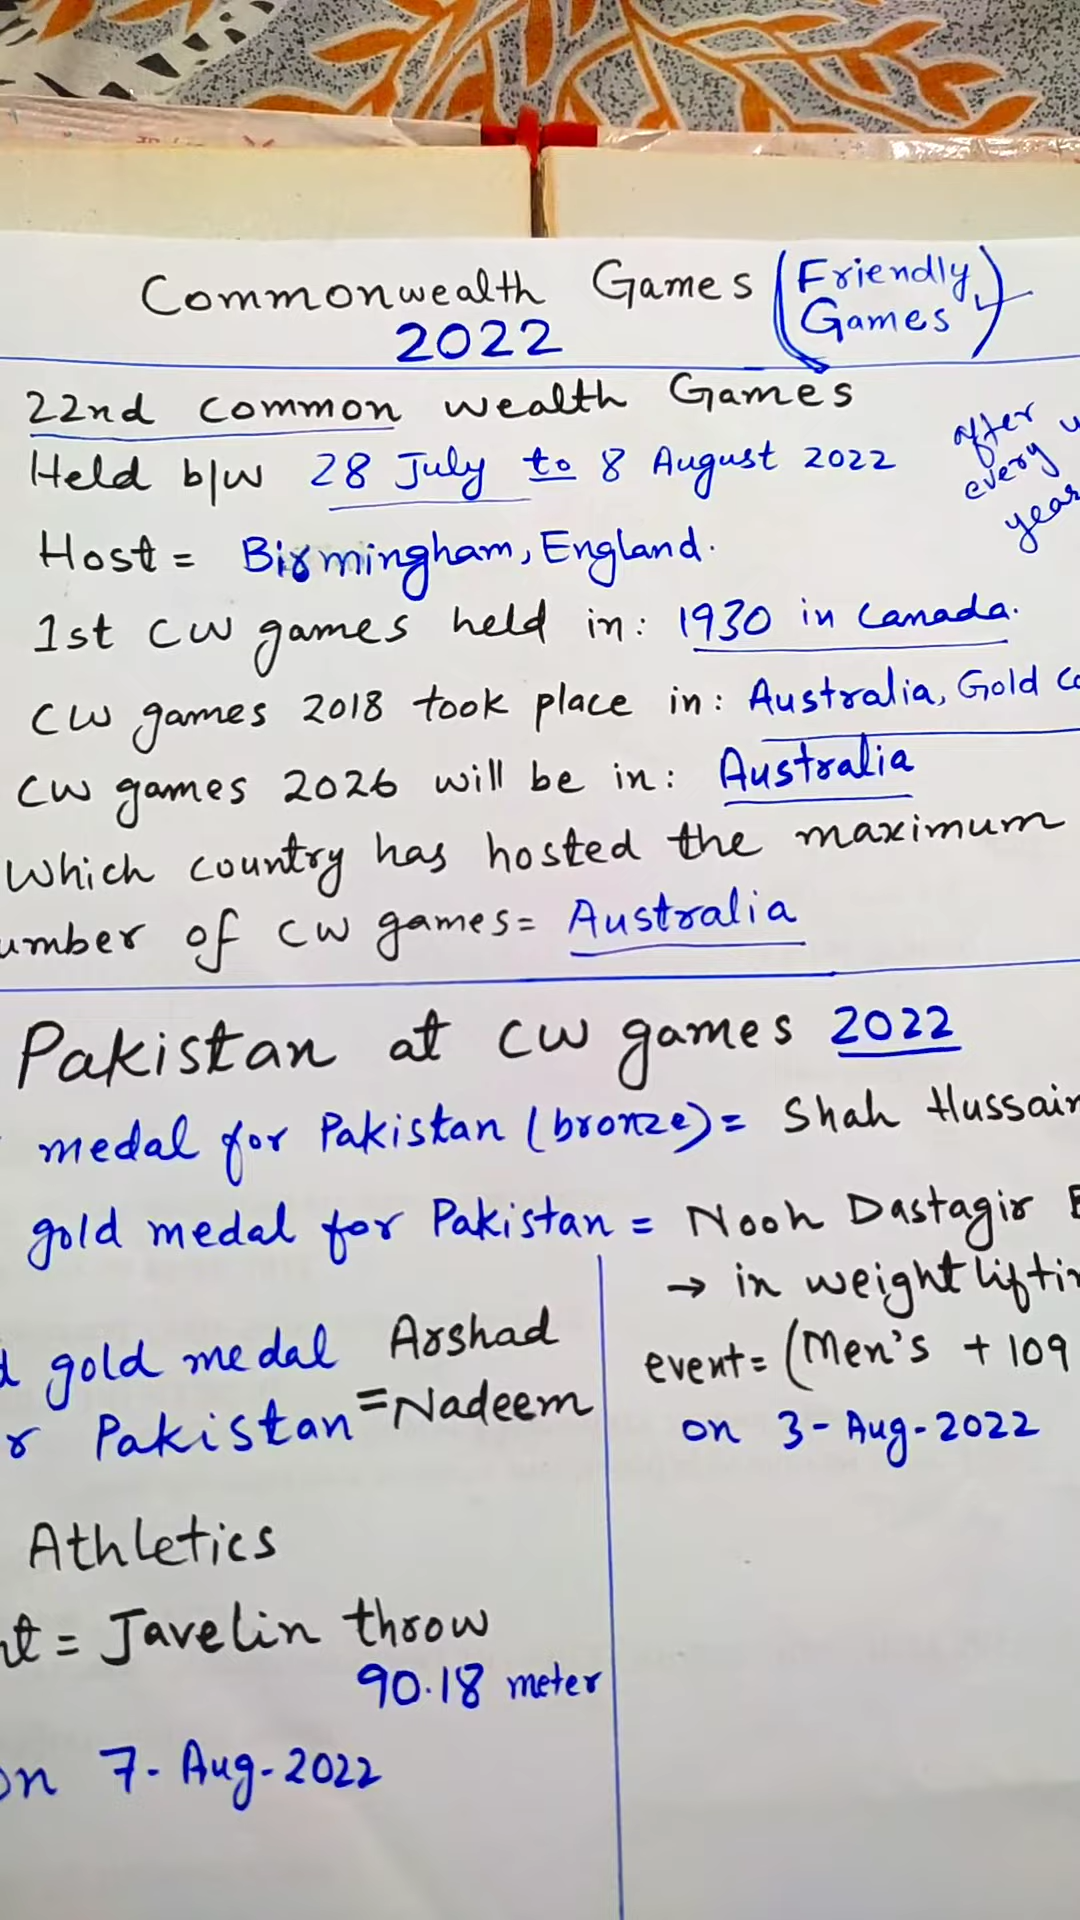 Commonwealth Games (Friendly Games)
2022
22nd common wealth Games
Held b/w 28 July to 8 August 2022
after every
year
Host = Birmingham, England.
1st CW games held in: 1930 in Canada.
CW games 2018 took place in: Australia, Gold
CW games 2026 will be in: Australia
Which country has hosted the maximum
umber of CW games= Australia
Pakistan at CW games 2022
medal for Pakistan (bronze)= Shah Hussain
gold medal for Pakistan = Nooh Dastagir
→ in weightlifti
event= (Men's +109
on 3-Aug-2022
gold medal Arshad
Pakistan =Nadeem
Athletics
= Javelin throw
90.18 meter
on 7-Aug-2022